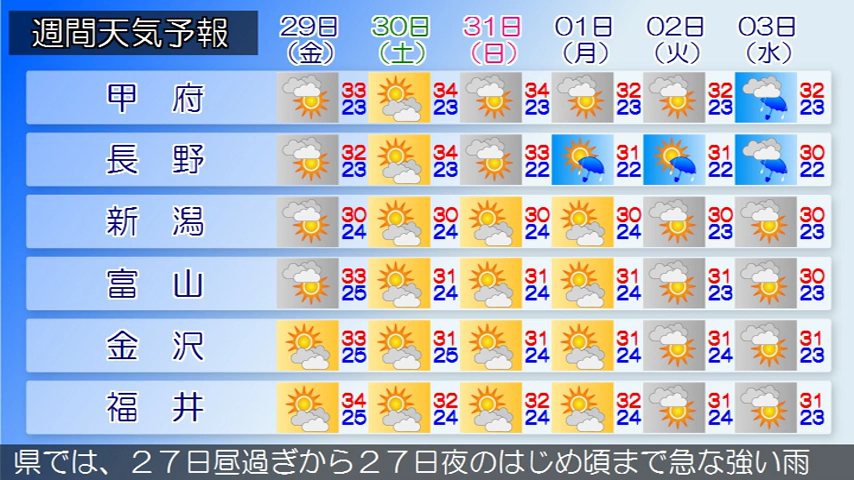 週間天気予報
29日 30日 31日 01日 02日 03日
（金） （土） （日） （月） （火） （水）
甲府 33 23 34 23 34 23 32 23 32 23 32 23
長野 32 23 34 23 33 22 31 22 31 22 30 22
新潟 30 24 30 24 30 24 30 24 30 23 30 23
富山 33 25 31 24 31 24 31 24 31 23 30 23
金沢 33 25 31 25 31 24 31 24 31 24 31 23
福井 34 25 32 24 32 24 32 24 31 24 31 23
県では、２７日昼過ぎから２７日夜のはじめ頃まで急な強い雨